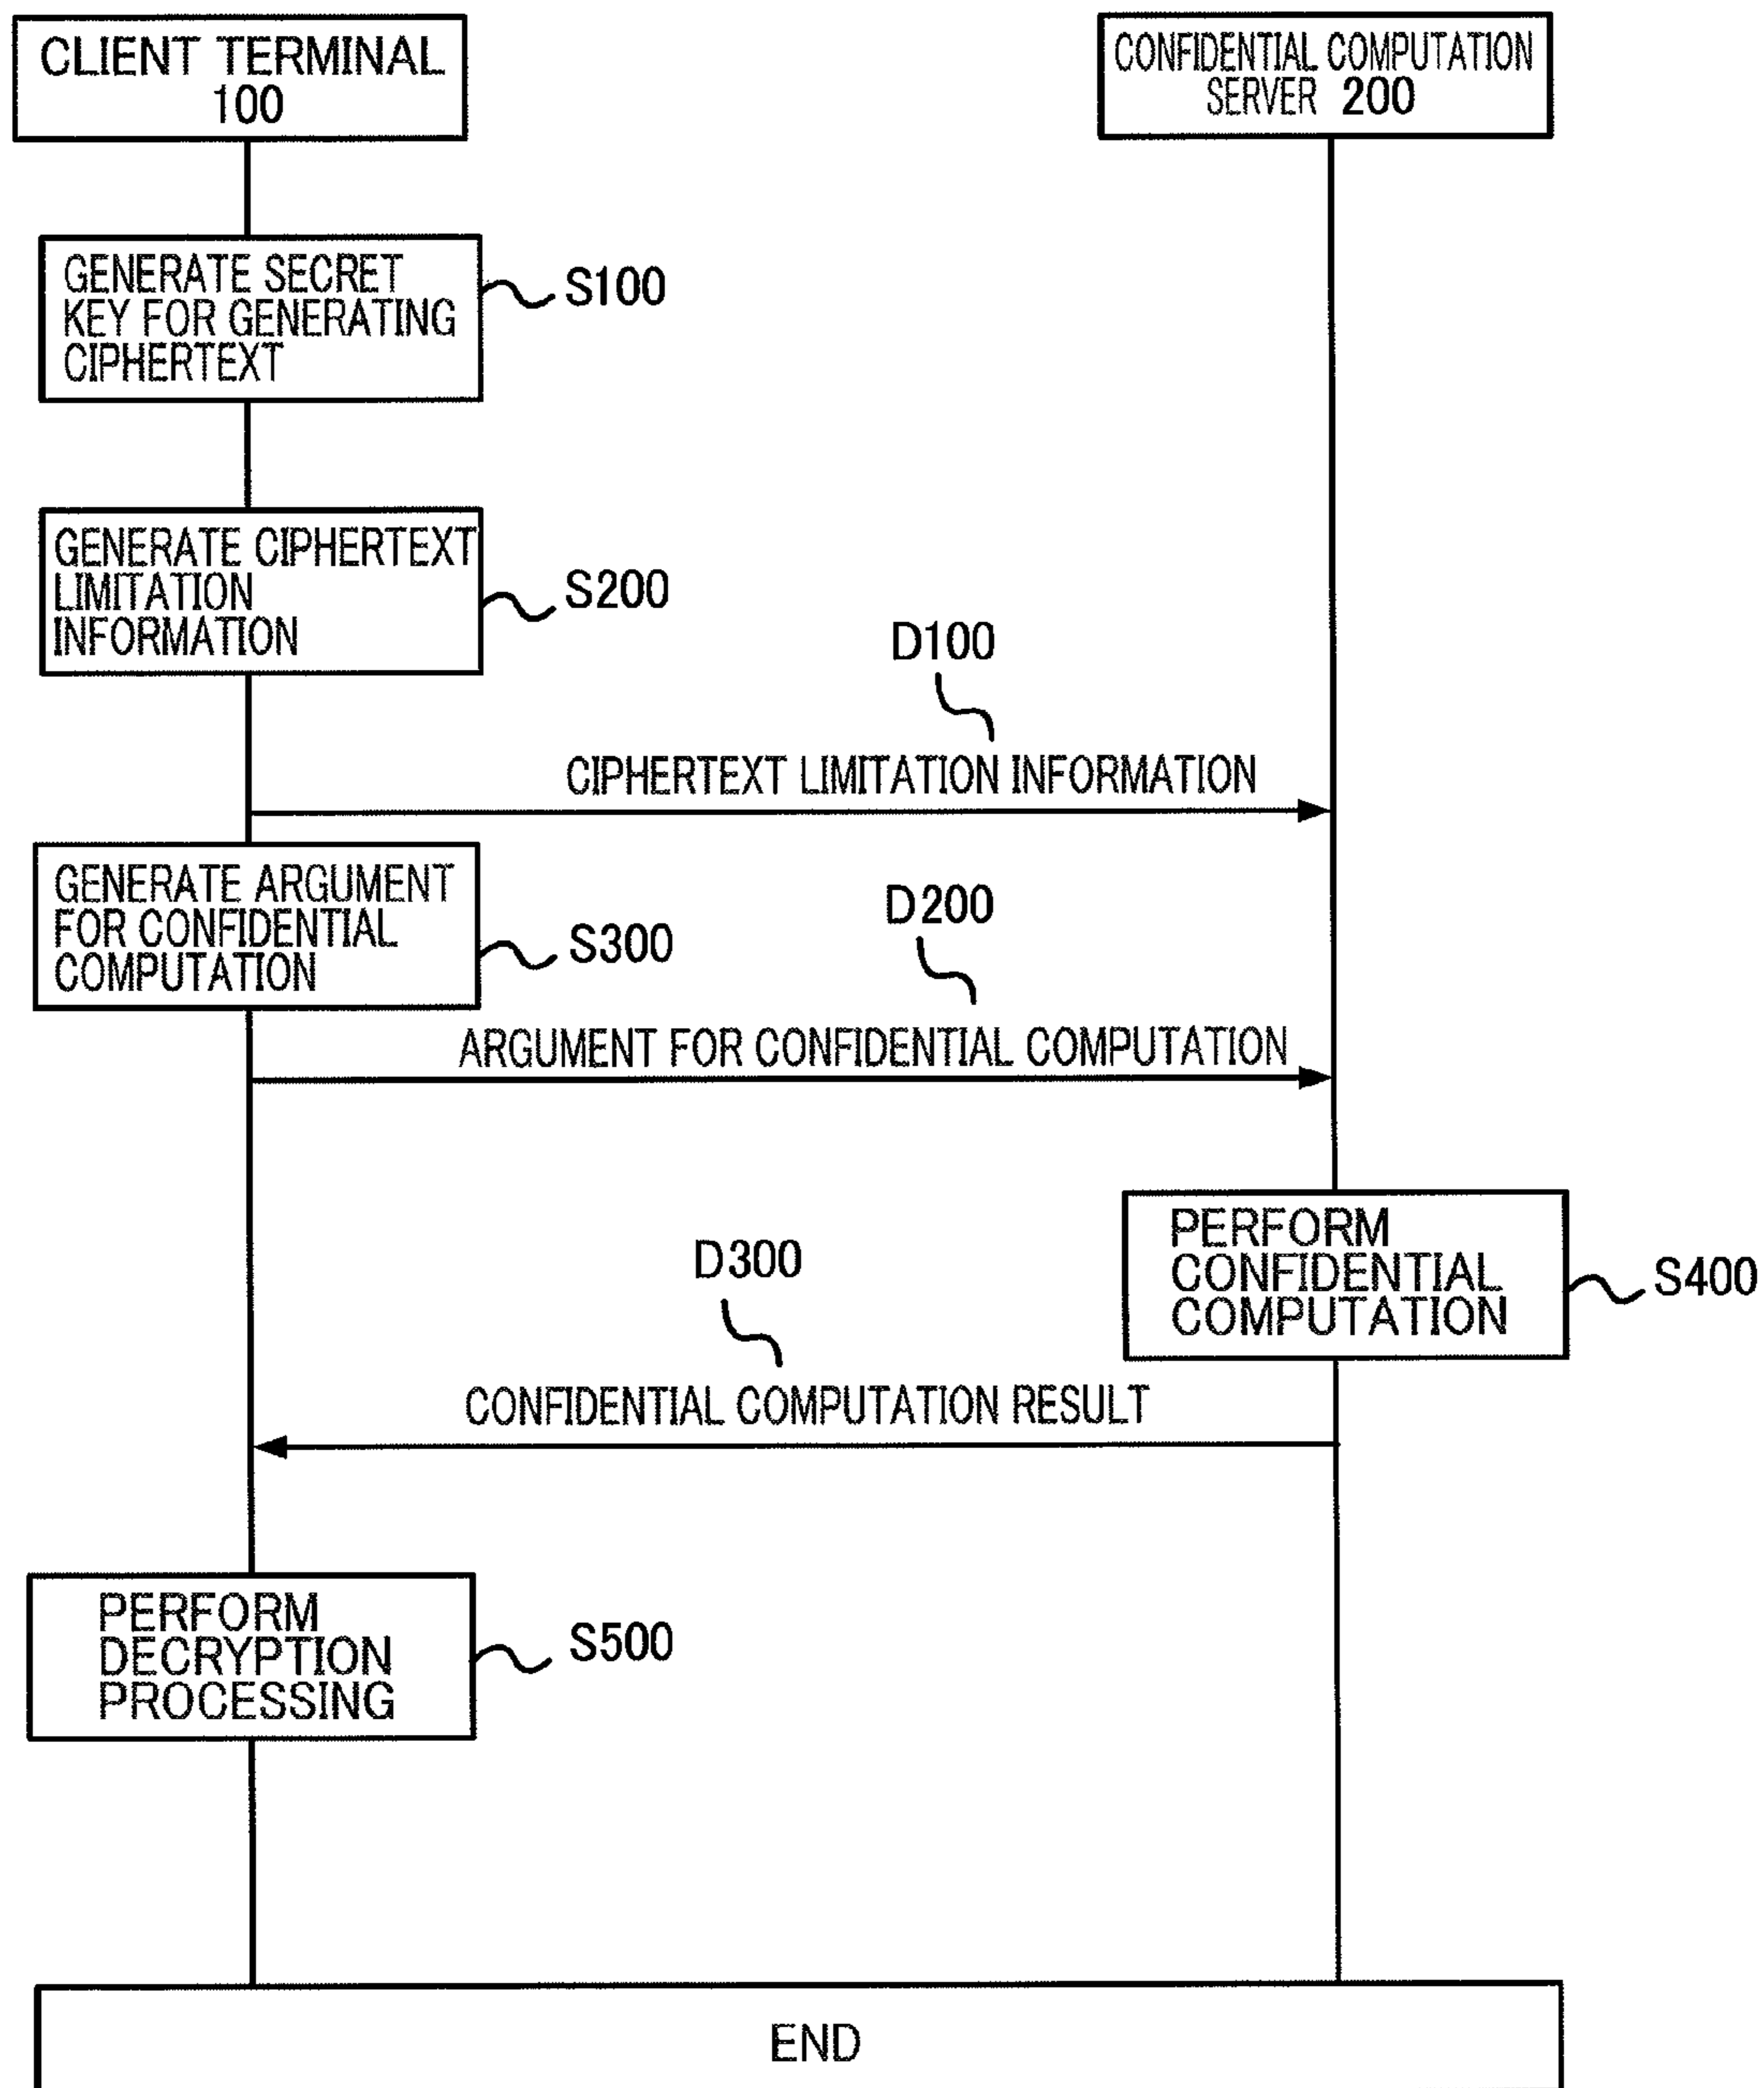 CLIENT TERMINAL
100
CONFIDENTIAL COMPUTATION
SERVER 200
GENERATE SECRET
KEY FOR GENERATING
CIPHERTEXT
S100
GENERATE CIPHERTEXT
LIMITATION
INFORMATION
S200
D100
CIPHERTEXT LIMITATION INFORMATION
GENERATE ARGUMENT
FOR CONFIDENTIAL
COMPUTATION
S300
D200
ARGUMENT FOR CONFIDENTIAL COMPUTATION
PERFORM
CONFIDENTIAL
COMPUTATION
S400
D300
CONFIDENTIAL COMPUTATION RESULT
PERFORM
DECRYPTION
PROCESSING
S500
END